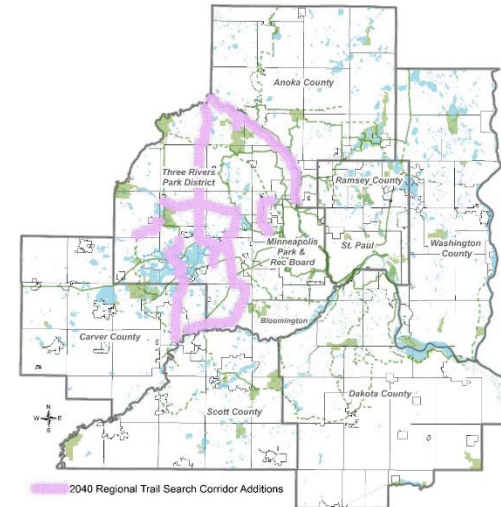 Anoka County
Three Rivers
Park District
Ramsey County
Minneapolis
Park &
Rec Board
St. Paul
Washington
County
Bloomington
Carver County
Dakota County
Scott County
N
W E
S
2040 Regional Trail Search Corridor Additions